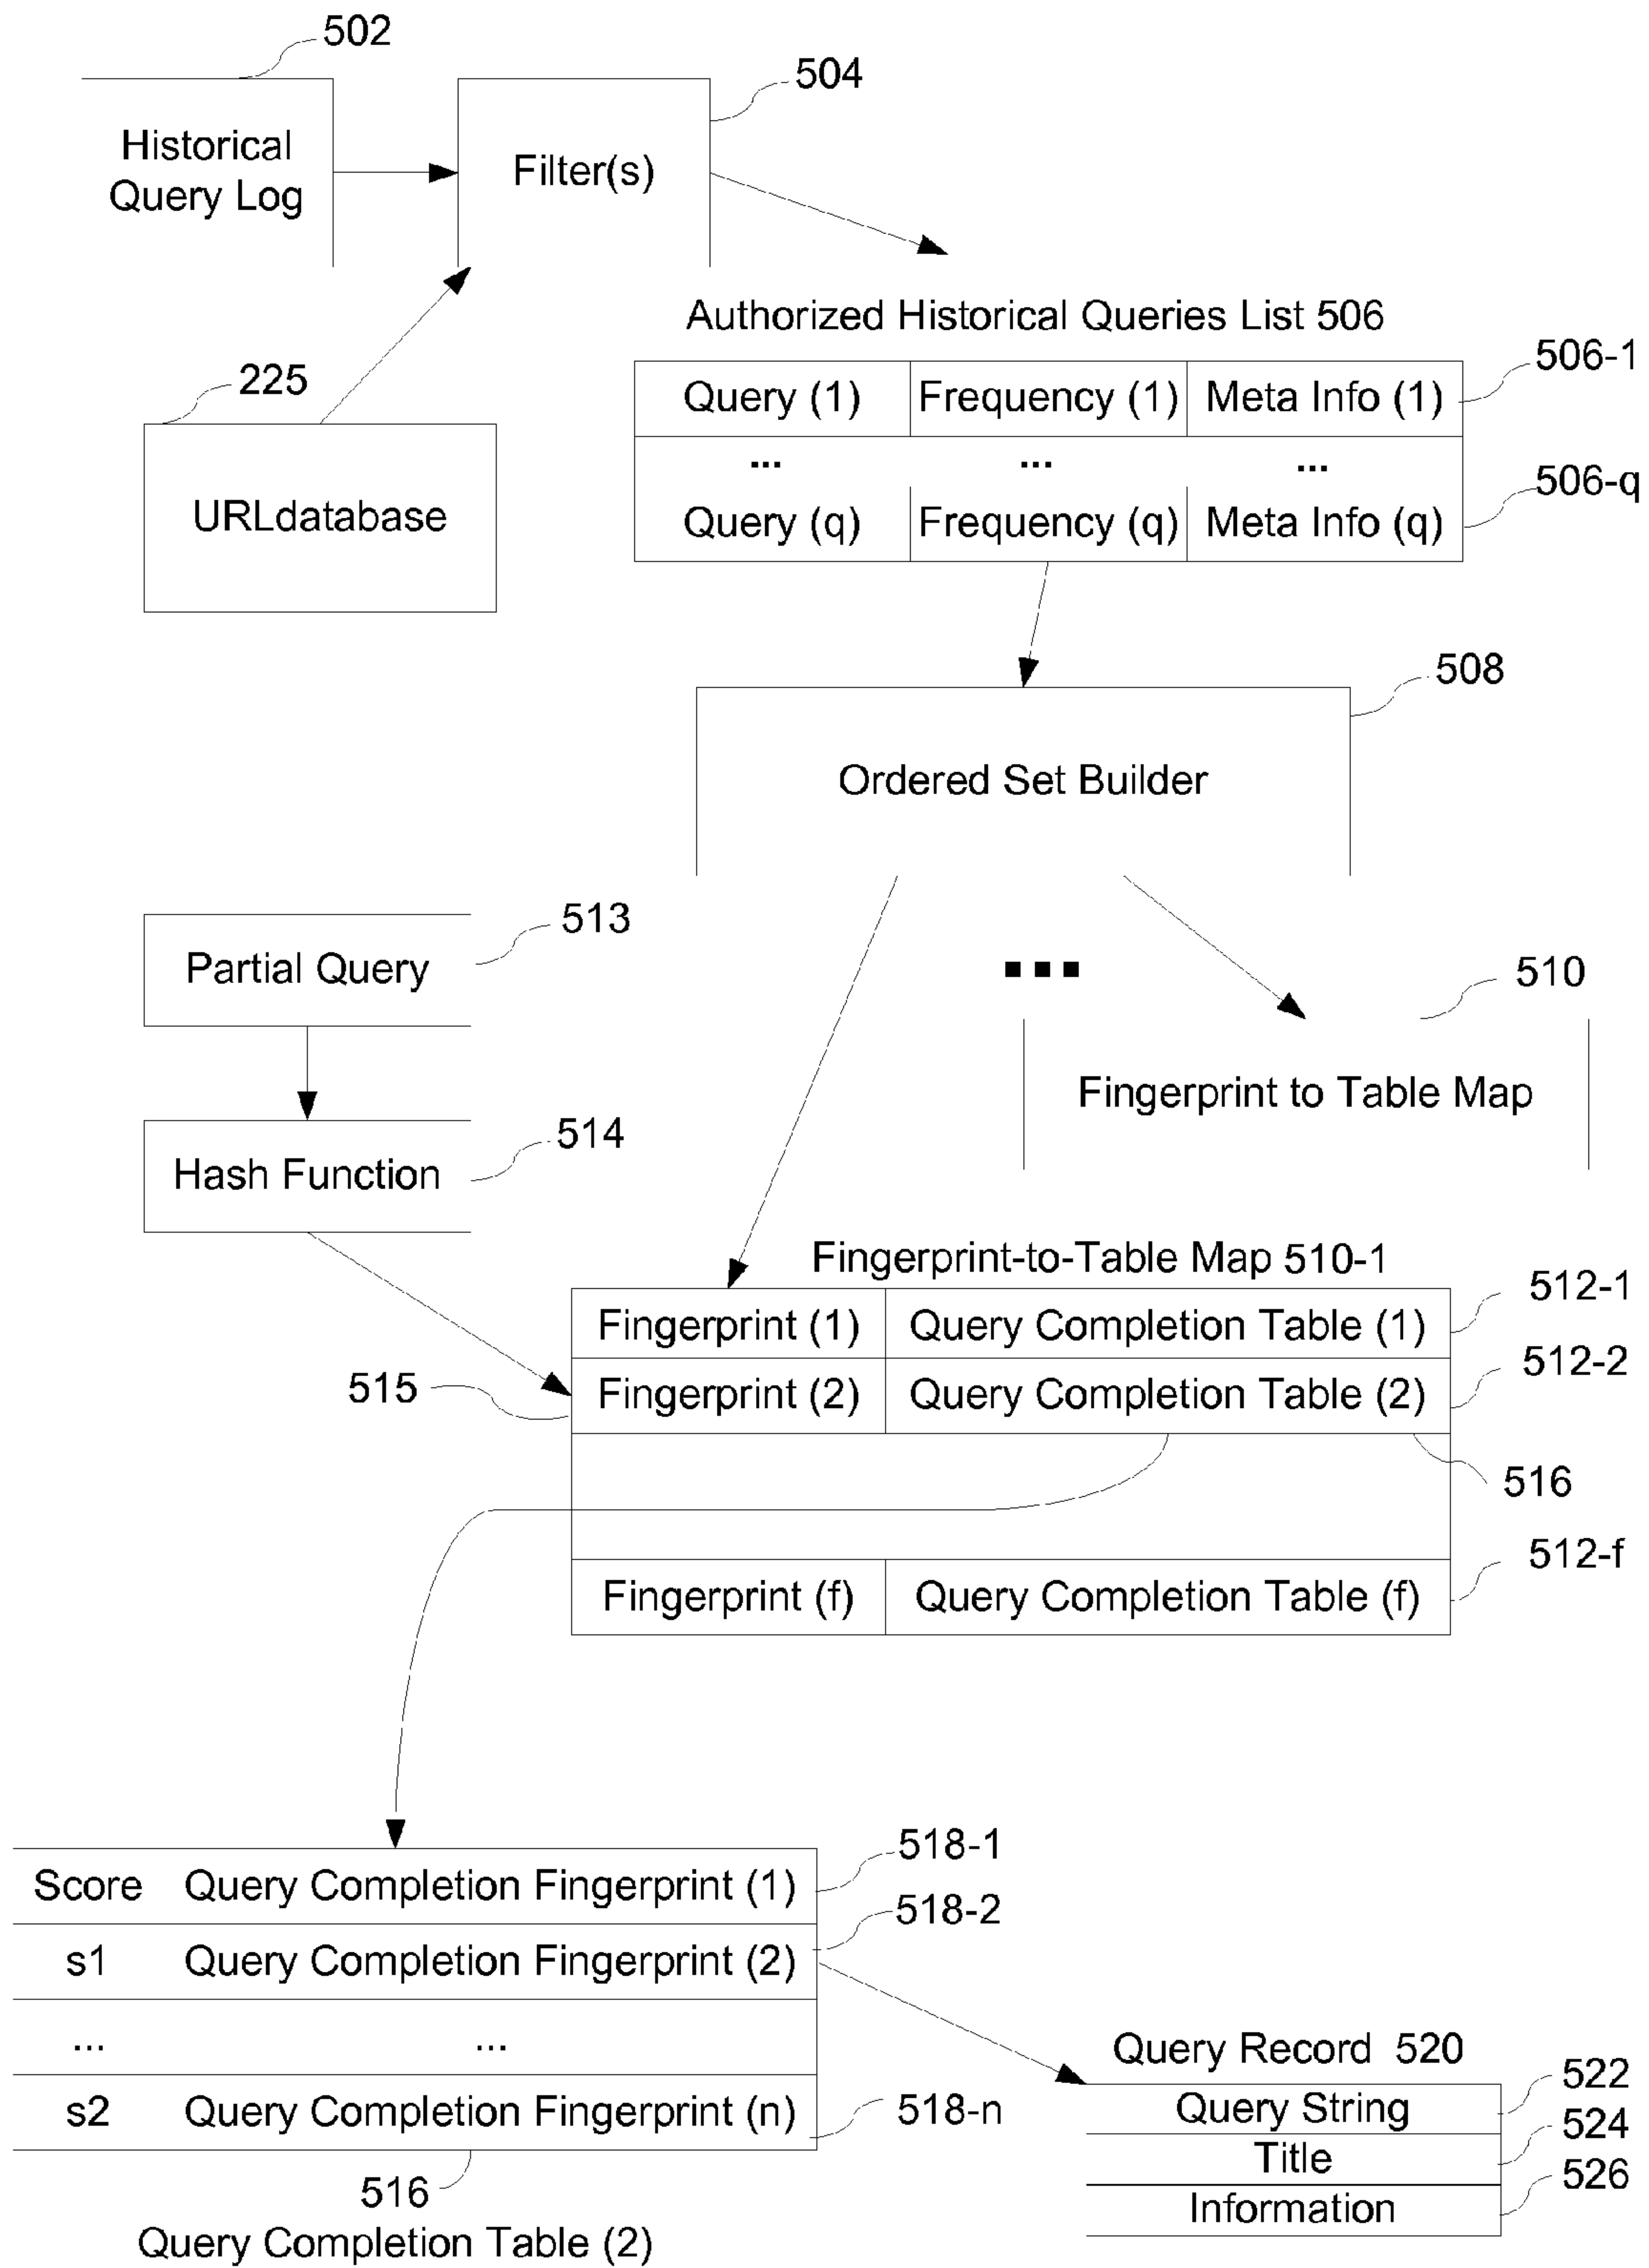 502
504
Historical
Query Log
Filter(s)
Authorized Historical Queries List 506
225
506-1
Query (1) Frequency (1) Meta Info (1)
... ... ...
506-q
URLdatabase
Query (q) Frequency (q) Meta Info (q)
508
Ordered Set Builder
513
Partial Query
...
510
Fingerprint to Table Map
514
Hash Function
Fingerprint-to-Table Map 510-1
512-1
Fingerprint (1) Query Completion Table (1)
512-2
515
Fingerprint (2) Query Completion Table (2)
516
512-f
Fingerprint (f) Query Completion Table (f)
518-1
Score Query Completion Fingerprint (1)
518-2
s1 Query Completion Fingerprint (2)
... ...
Query Record 520
522
s2 Query Completion Fingerprint (n)
518-n
Query String
524
Title
526
516
Information
Query Completion Table (2)